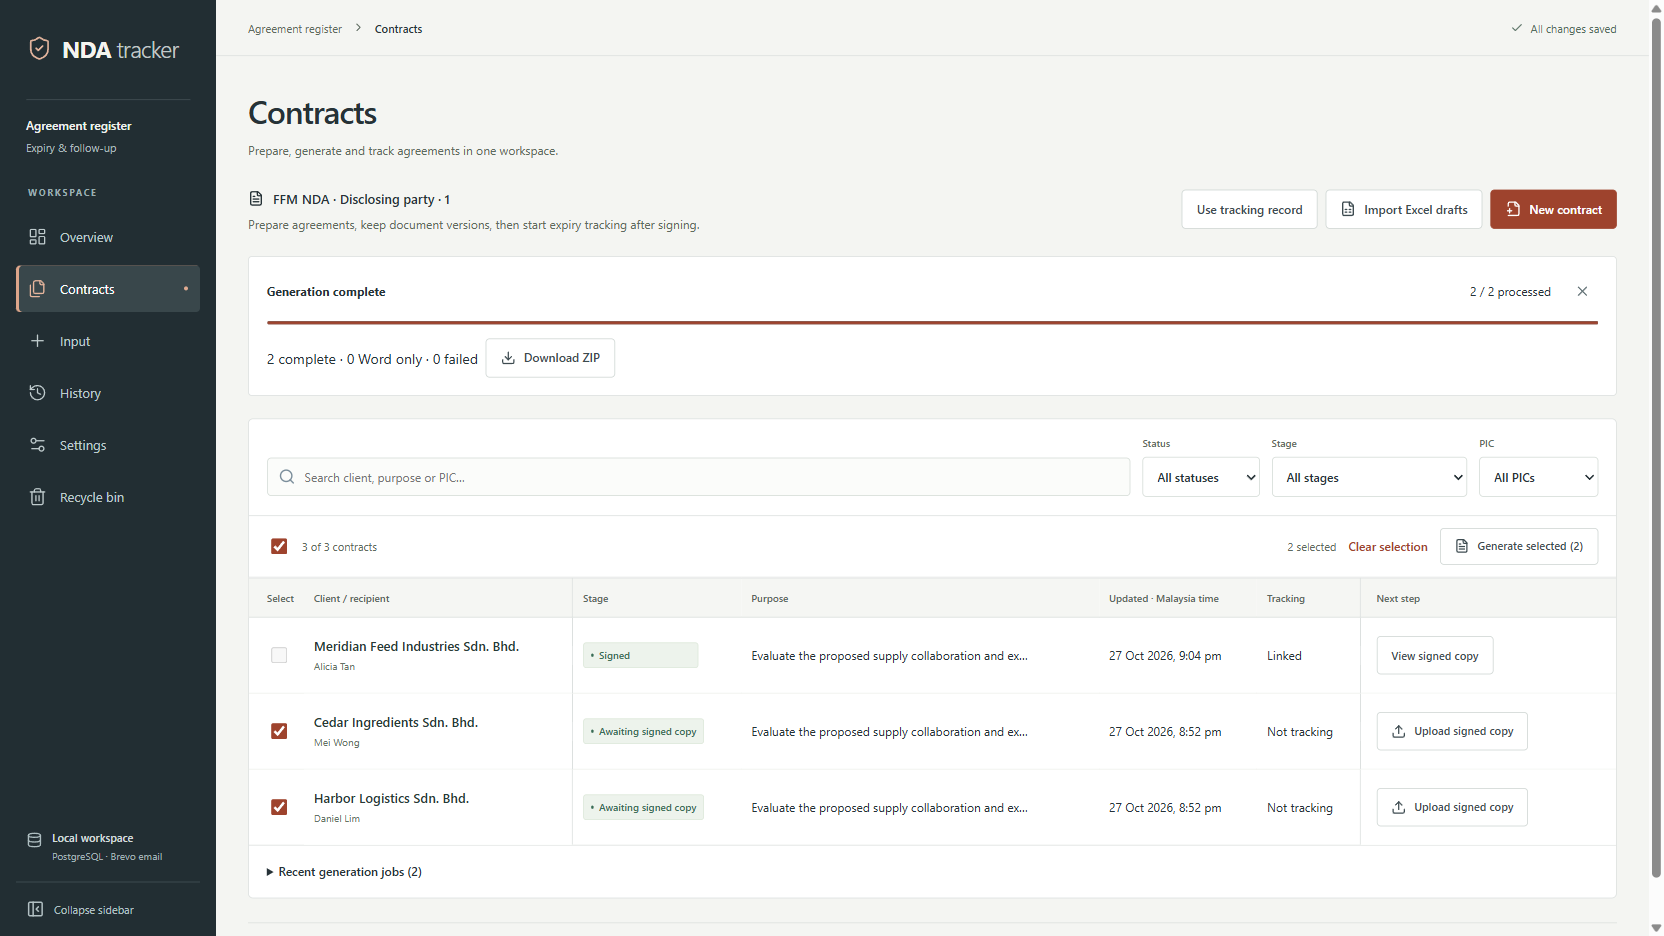 NDA tracker
Agreement register
Expiry & follow-up
WORKSPACE
Overview
Contracts
Input
History
Settings
Recycle bin
Local workspace
PostgreSQL · Brevo email
Collapse sidebar
Agreement register > Contracts
All changes saved
Contracts
Prepare, generate and track agreements in one workspace.
FFM NDA · Disclosing party · 1
Prepare agreements, keep document versions, then start expiry tracking after signing.
Use tracking record
Import Excel drafts
New contract
Generation complete
2 / 2 processed
2 complete · 0 Word only · 0 failed
Download ZIP
Status
Stage
PIC
Search client, purpose or PIC...
All statuses
All stages
All PICs
3 of 3 contracts
2 selected
Clear selection
Generate selected (2)
Select Client / recipient Stage Purpose Updated · Malaysia time Tracking Next step
Meridian Feed Industries Sdn. Bhd.
Alicia Tan
• Signed
Evaluate the proposed supply collaboration and ex...
27 Oct 2026, 9:04 pm
Linked
View signed copy
Cedar Ingredients Sdn. Bhd.
Mei Wong
• Awaiting signed copy
Evaluate the proposed supply collaboration and ex...
27 Oct 2026, 8:52 pm
Not tracking
Upload signed copy
Harbor Logistics Sdn. Bhd.
Daniel Lim
• Awaiting signed copy
Evaluate the proposed supply collaboration and ex...
27 Oct 2026, 8:52 pm
Not tracking
Upload signed copy
Recent generation jobs (2)